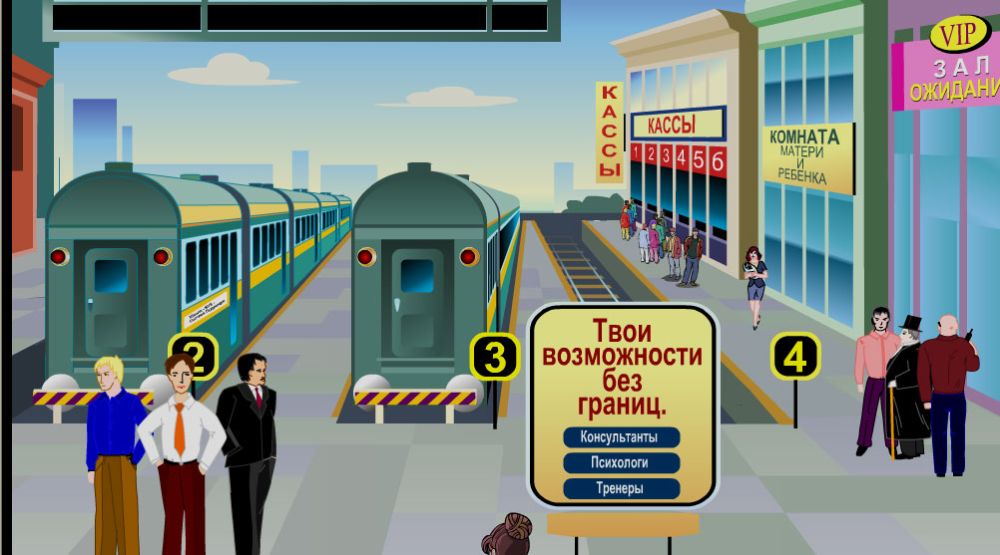 VIP
ЗАЛ
ОЖИДАНИ
КАССЫ
КАССЫ
1 2 3 4 5 6
КОМНАТА
МАТЕРИ
И
РЕБЕНКА
2
3
4
Твои
возможности
без
границ.
Консультанты
Психологи
Тренеры